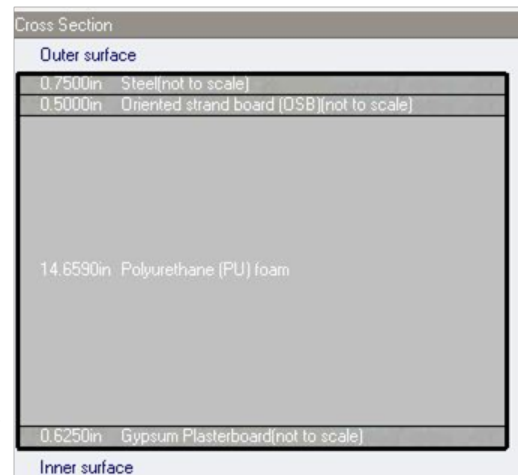 Cross Section
Outer surface
0.7500in Steel(not to scale)
0.5000in Oriented strand board (OSB)(not to scale)
14.6590in Polyurethane (PU) foam
0.6250in Gypsum Plasterboard(not to scale)
Inner surface